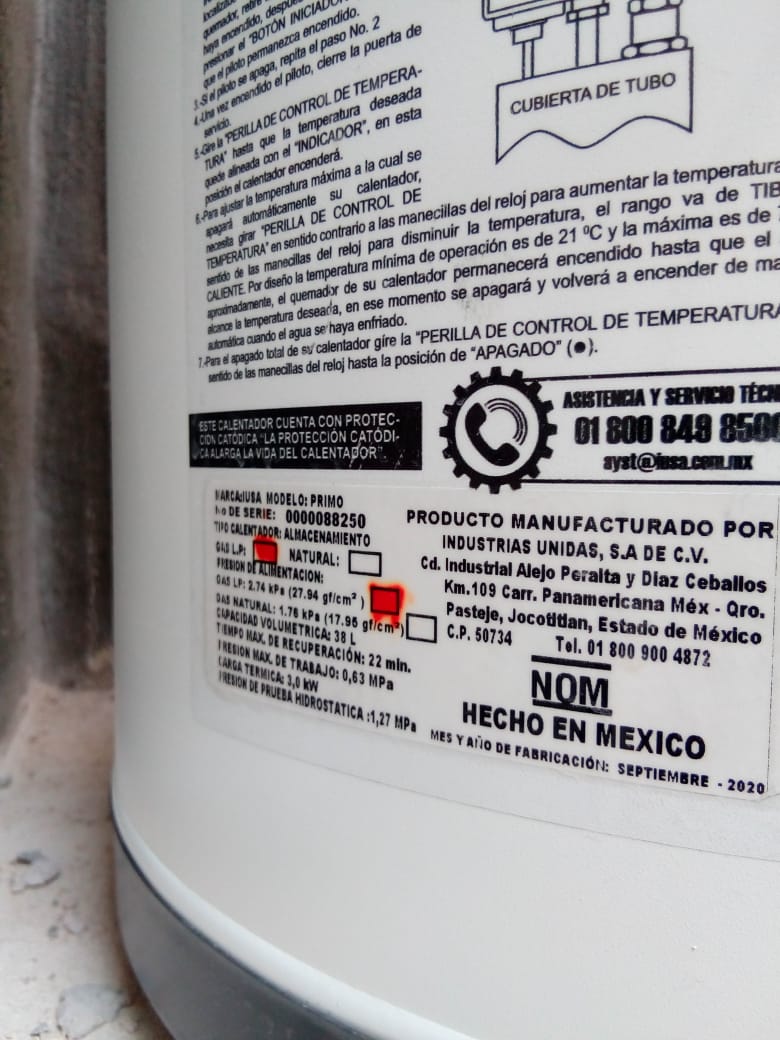 quemador, retire
haya encendido, después
presionar el "BOTÓN INICIADOR
que el piloto permanezca encendido.
3.-Si el piloto se apaga, repita el paso No. 2
4.-Una vez encendido el piloto, cierre la puerta de
servicio.
5.-Gire la "PERILLA DE CONTROL DE TEMPERA-
TURA" hasta que la temperatura deseada
quede alineada con el "INDICADOR", en esta
posición el calentador encenderá.
6.-Para ajustar la temperatura máxima a la cual se
apagará automáticamente su calentador,
necesita girar "PERILLA DE CONTROL DE
TEMPERATURA" en sentido contrario a las manecillas del reloj para aumentar la temperatura
sentido de las manecillas del reloj para disminuir la temperatura, el rango va de TIB
CALIENTE. Por diseño la temperatura mínima de operación es de 21 ºC y la máxima es de
aproximadamente, el quemador de su calentador permanecerá encendido hasta que el
alcance la temperatura deseada, en ese momento se apagará y volverá a encender de ma
automática cuando el agua se haya enfriado.
7.-Para el apagado total de su calentador gíre la "PERILLA DE CONTROL DE TEMPERATURA
sentido de las manecillas del reloj hasta la posición de "APAGADO" (●).
CUBIERTA DE TUBO
ESTE CALENTADOR CUENTA CON PROTEC-
CIÓN CATÓDICA "LA PROTECCIÓN CATÓDI-
CA ALARGA LA VIDA DEL CALENTADOR".
ASISTENCIA Y SERVICIO TÉCN
01 800 849 8500
ayst@iusa.com.mx
MARCA:IUSA MODELO: PRIMO
No DE SERIE: 0000088250
TIPO CALENTADOR: ALMACENAMIENTO
GAS L.P: NATURAL:
PRESION DE ALIMENTACION:
GAS LP: 2.74 kPa (27.94 gf/cm²)
GAS NATURAL: 1.76 kPa (17.95 gf/cm²)
CAPACIDAD VOLUMETRICA: 38 L
TIEMPO MAX. DE RECUPERACIÓN: 22 min.
PRESION MAX. DE TRABAJO: 0,63 MPa
CARGA TERMICA: 3,0 kW
PRESION DE PRUEBA HIDROSTATICA :1,27 MPa
PRODUCTO MANUFACTURADO POR
INDUSTRIAS UNIDAS, S.A DE C.V.
Cd. Industrial Alejo Peralta y Diaz Ceballos
Km.109 Carr. Panamericana Méx - Qro.
Pasteje, Jocotitlan, Estado de México
C.P. 50734 Tel. 01 800 900 4872
NOM
HECHO EN MEXICO
MES Y AÑO DE FABRICACIÓN: SEPTIEMBRE - 2020